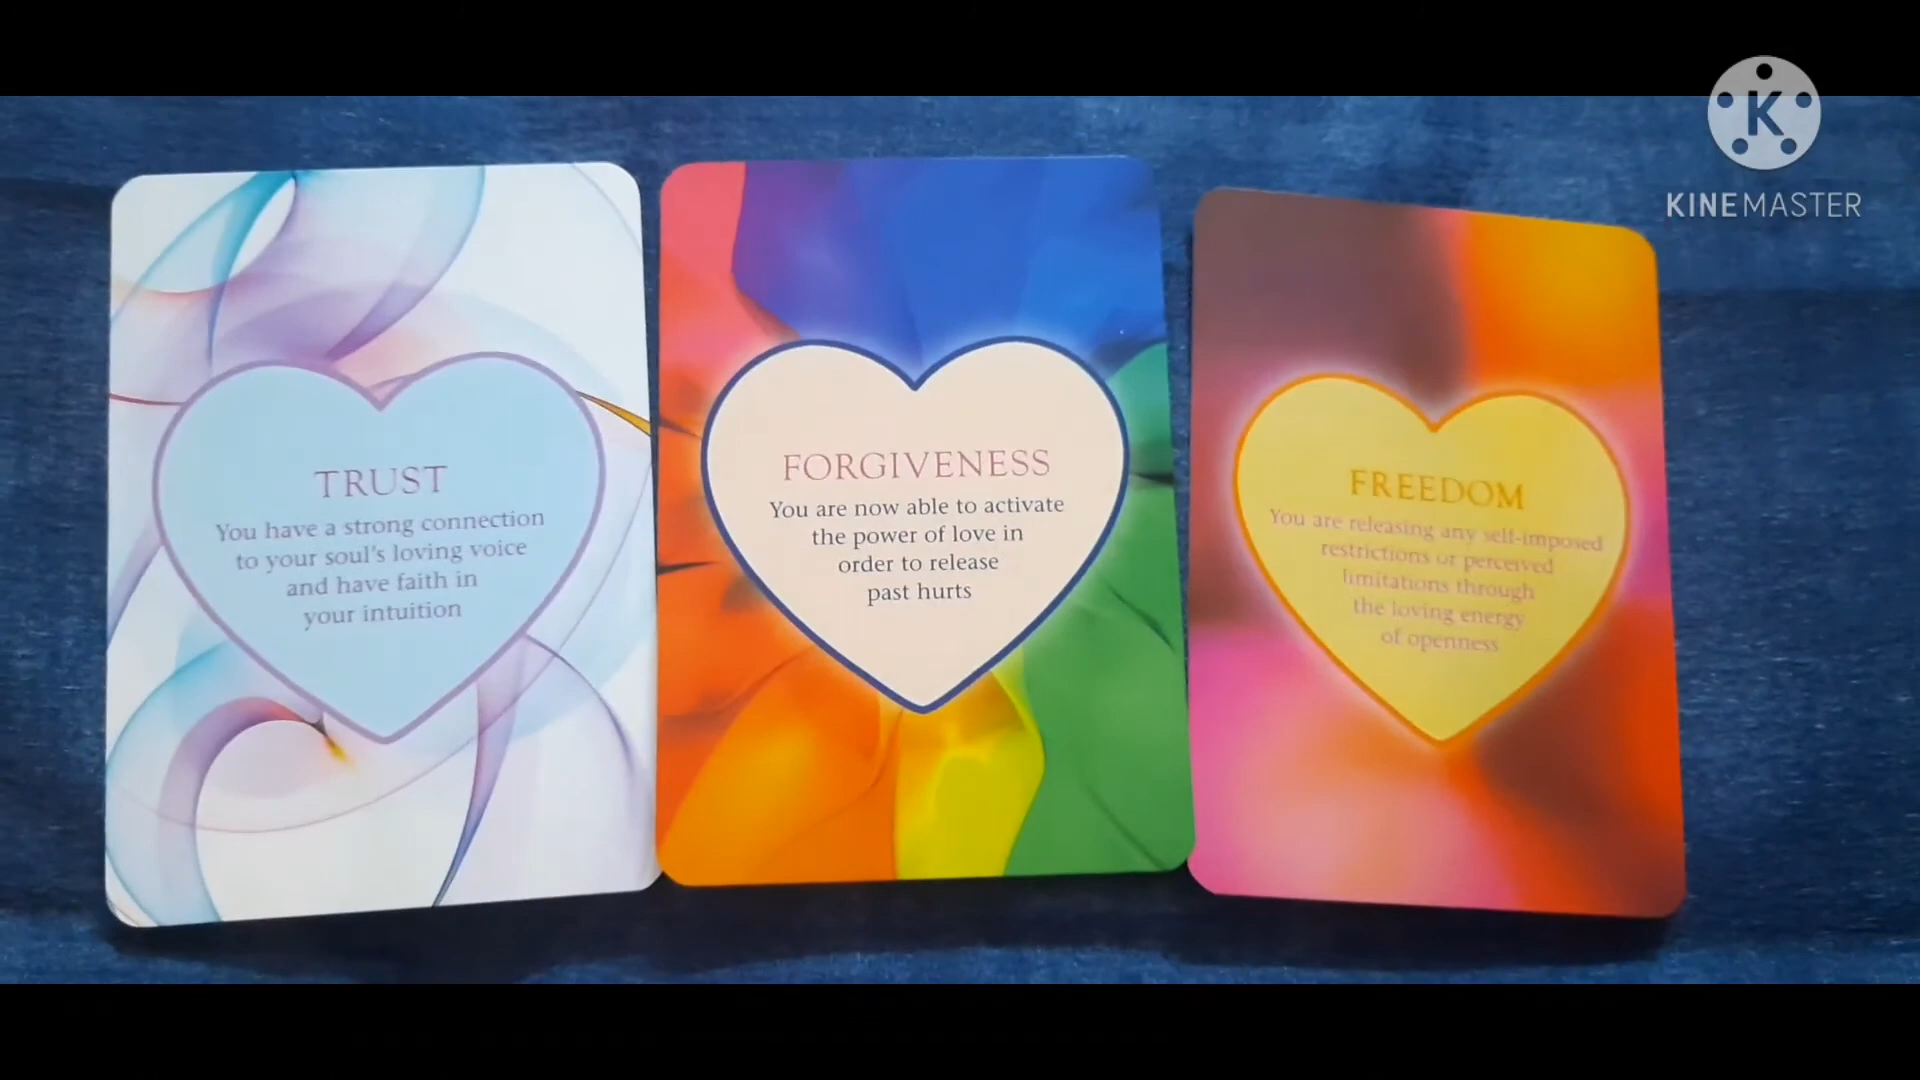 K
KINEMASTER
TRUST
You have a strong connection
to your soul's loving voice
and have faith in
your intuition
FORGIVENESS
You are now able to activate
the power of love in
order to release
past hurts
FREEDOM
You are releasing any self-imposed
restrictions or perceived
limitations through
the loving energy
of openness